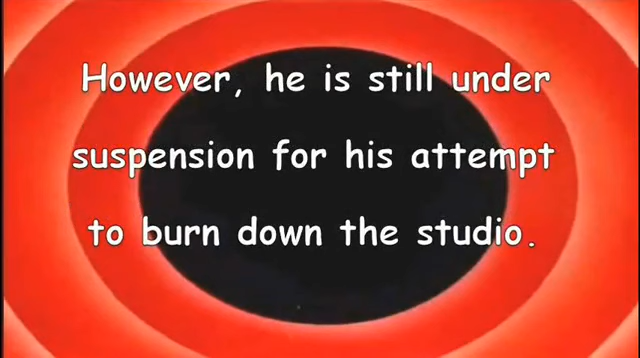 However, he is still under
suspension for his attempt
to burn down the studio.